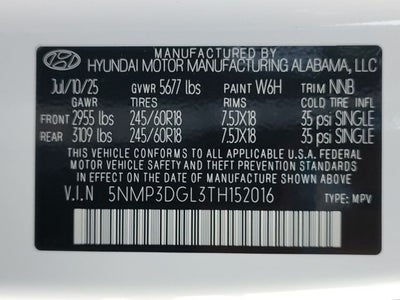 MANUFACTURED BY
HYUNDAI MOTOR MANUFACTURING ALABAMA, LLC
Jul/10/25 GVWR 5677 lbs PAINT W6H TRIM NNB
GAWR TIRES RIMS COLD TIRE INFL
FRONT 2955 lbs 245/60R18 7.5JX18 35 psi SINGLE
REAR 3109 lbs 245/60R18 7.5JX18 35 psi SINGLE
THIS VEHICLE CONFORMS TO ALL APPLICABLE FEDERAL
MOTOR VEHICLE SAFETY AND THEFT PREVENTION STANDARDS
IN EFFECT ON THE DATE OF MANUFACTURE SHOWN ABOVE.
V.I.N 5NMP3DGL3TH152016
TYPE: MPV